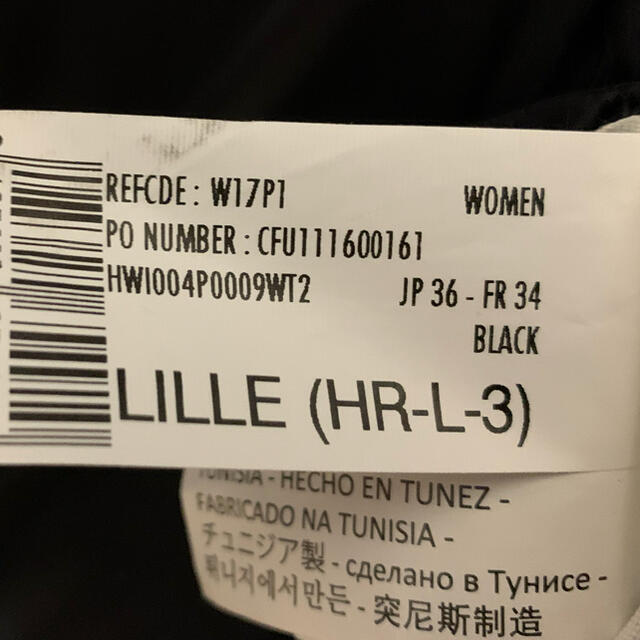 REFCDE : W17P1
WOMEN
PO NUMBER : CFU111600161
HWI004P0009WT2
JP 36 - FR 34
BLACK
LILLE (HR-L-3)
TUNISIA - HECHO EN TUNEZ -
FABRICADO NA TUNISIA -
チュニジア製 - сделано в Тунисе -
튀니지에서만든 - 突尼斯制造